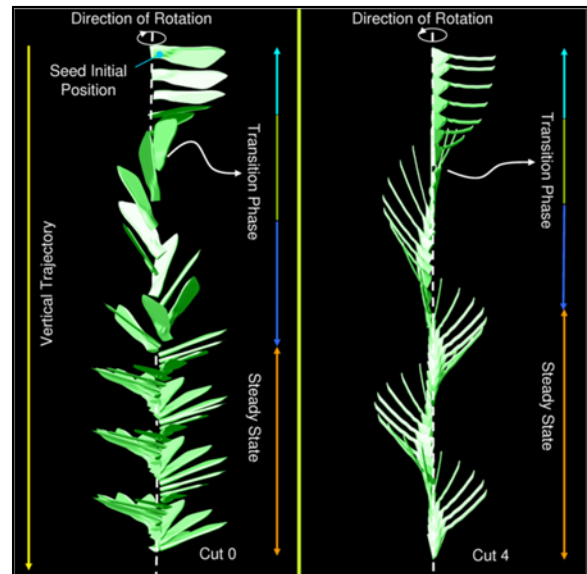 Direction of Rotation
Seed Initial
Position
Transition Phase
Vertical Trajectory
Steady State
Cut 0
Direction of Rotation
Transition Phase
Steady State
Cut 4